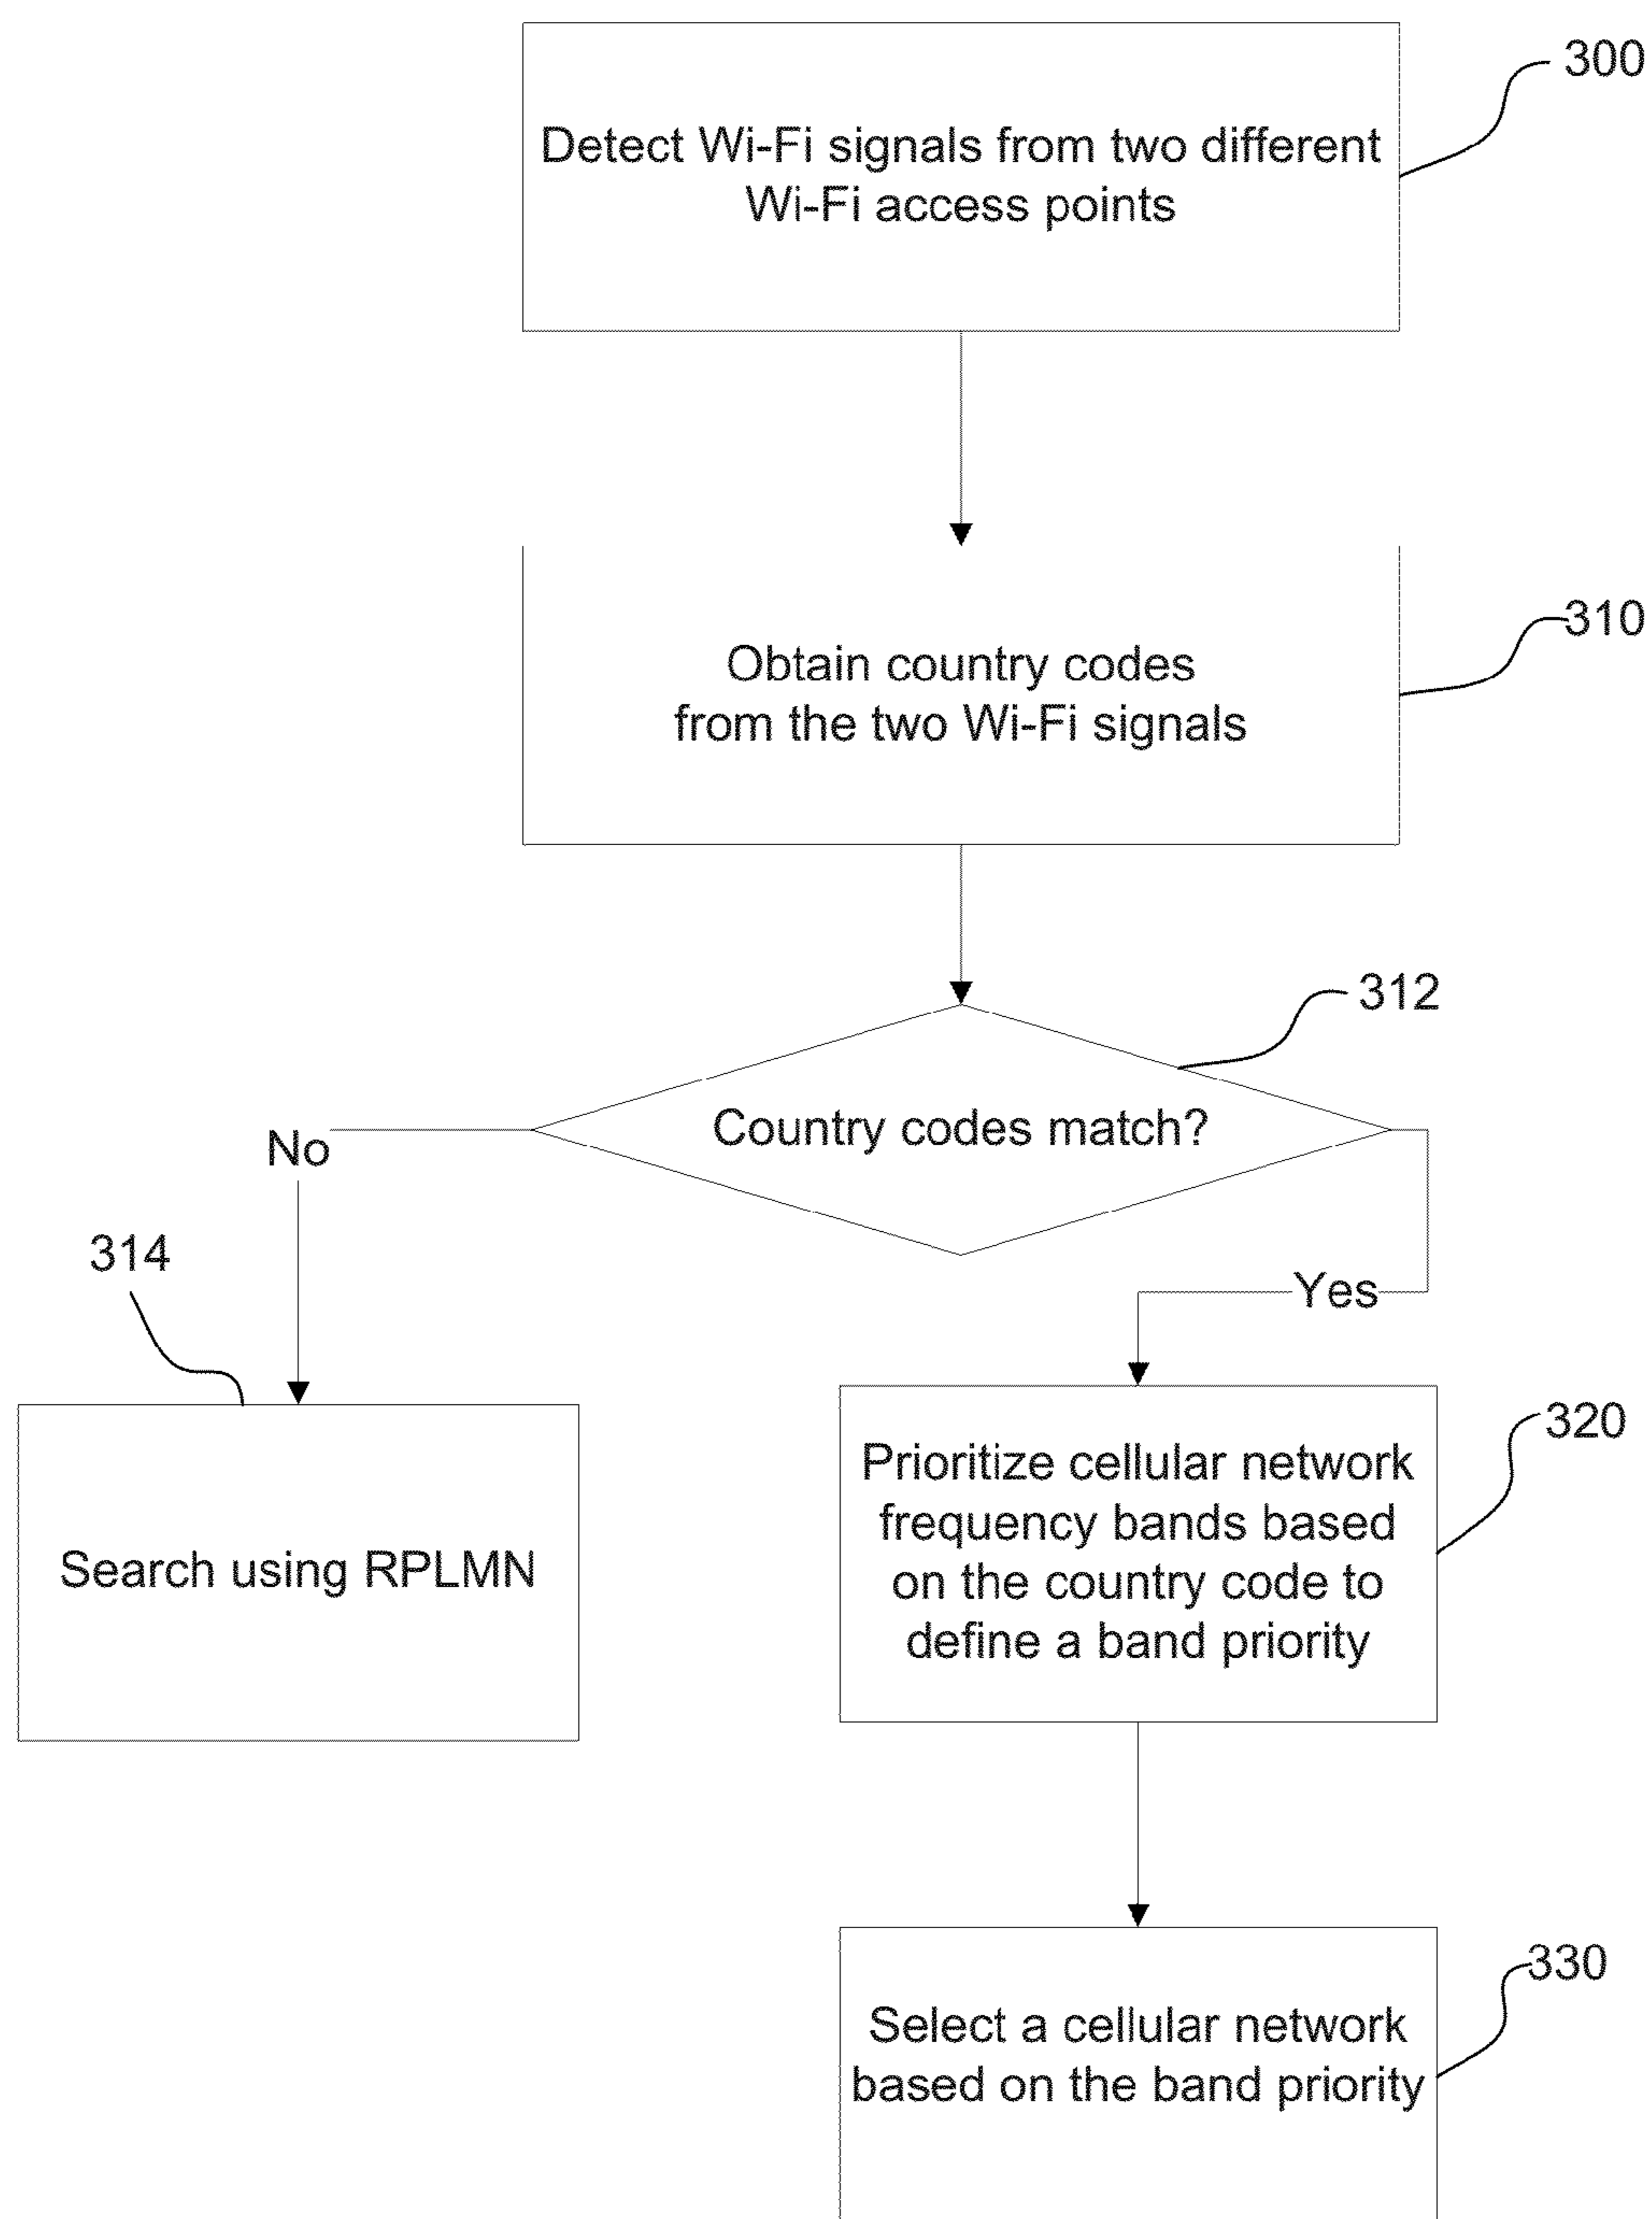 300
Detect Wi-Fi signals from two different
Wi-Fi access points
310
Obtain country codes
from the two Wi-Fi signals
312
Country codes match?
No
314
Yes
Search using RPLMN
320
Prioritize cellular network
frequency bands based
on the country code to
define a band priority
330
Select a cellular network
based on the band priority